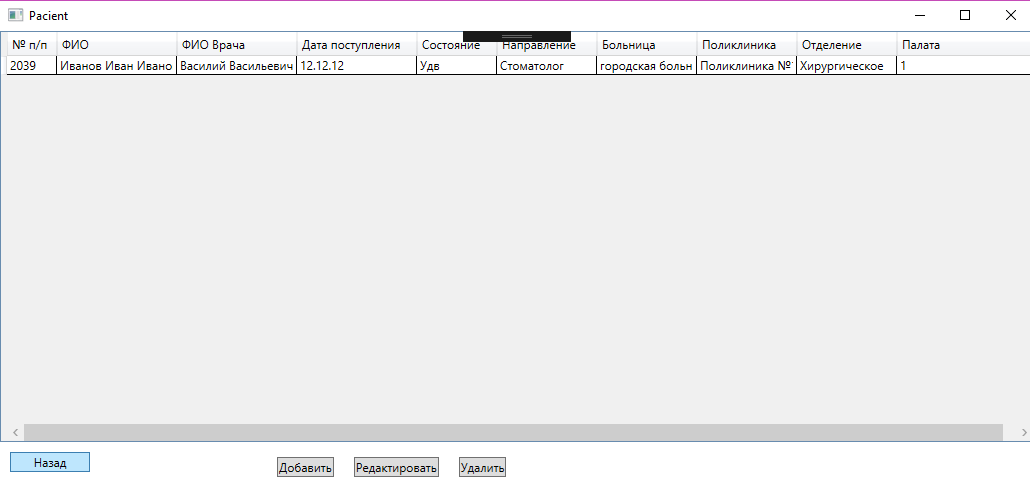 Pacient
№ п/п ФИО ФИО Врача Дата поступления Состояние Направление Больница Поликлиника Отделение Палата
2039 Иванов Иван Ивано Василий Васильевич 12.12.12 Удв Стоматолог городская больн Поликлиника № Хирургическое 1
Назад Добавить Редактировать Удалить